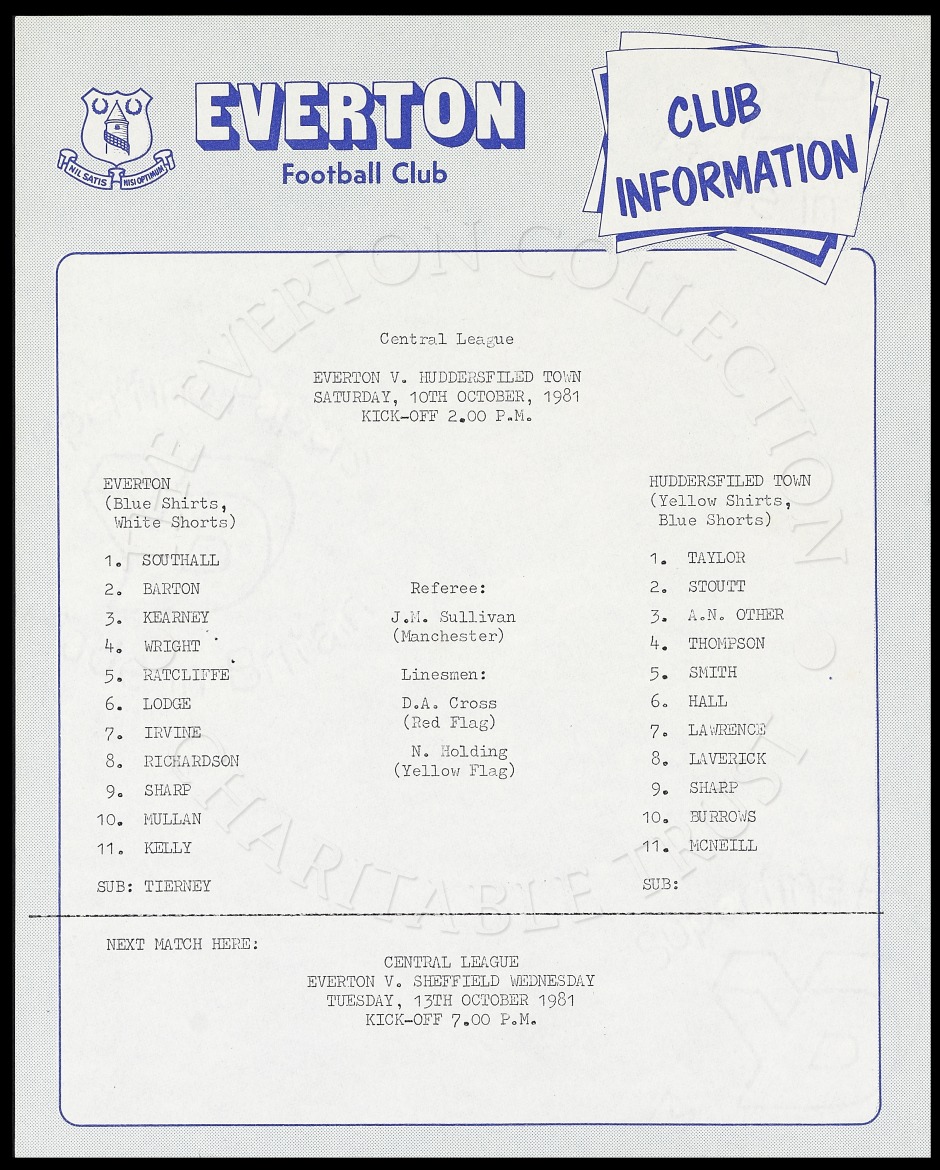 NIL SATIS NISI OPTIMUM
EVERTON
Football Club
CLUB
INFORMATION
THE EVERTON COLLECTION CHARITABLE TRUST
Central League
EVERTON V. HUDDERSFILED TOWN
SATURDAY, 10TH OCTOBER, 1981
KICK-OFF 2.00 P.M.
EVERTON
(Blue Shirts,
White Shorts)
1. SOUTHALL
2. BARTON
3. KEARNEY
4. WRIGHT
5. RATCLIFFE
6. LODGE
7. IRVINE
8. RICHARDSON
9. SHARP
10. MULLAN
11. KELLY
SUB: TIERNEY
Referee:
J.M. Sullivan
(Manchester)
Linesmen:
D.A. Cross
(Red Flag)
N. Holding
(Yellow Flag)
HUDDERSFILED TOWN
(Yellow Shirts,
Blue Shorts)
1. TAYLOR
2. STOUTT
3. A.N. OTHER
4. THOMPSON
5. SMITH
6. HALL
7. LAWRENCE
8. LAVERICK
9. SHARP
10. BURROWS
11. MCNEILL
SUB:
NEXT MATCH HERE:
CENTRAL LEAGUE
EVERTON V. SHEFFIELD WEDNESDAY
TUESDAY, 13TH OCTOBER 1981
KICK-OFF 7.00 P.M.